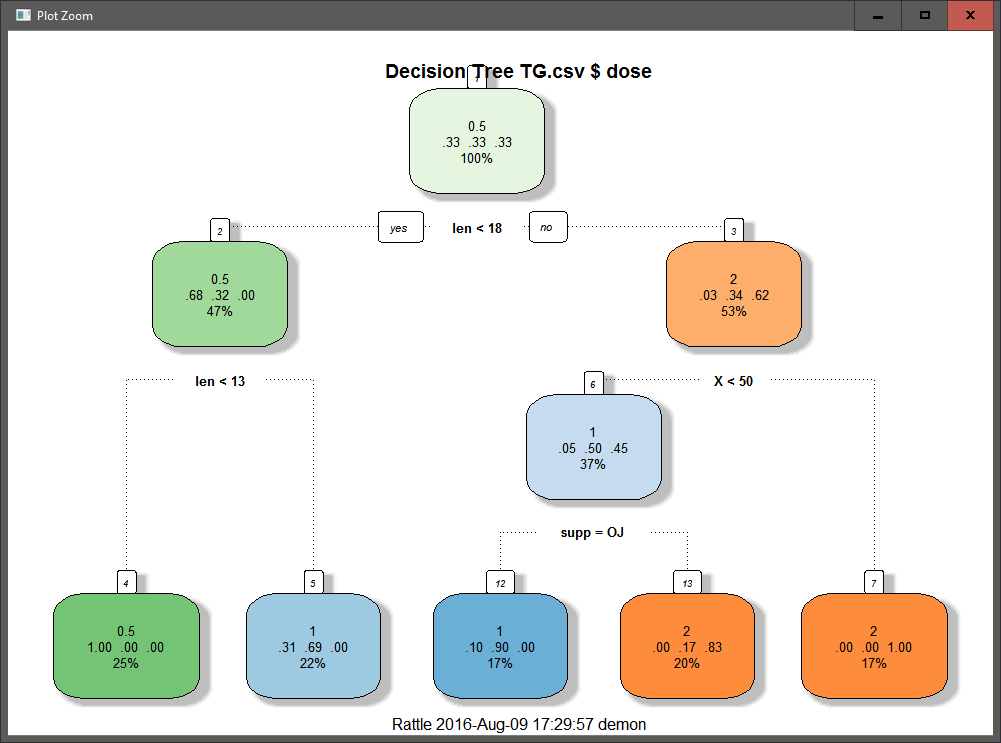 Plot Zoom
Decision Tree TG.csv $ dose
1
0.5
.33 .33 .33
100%
yes len < 18 no
2
0.5
.68 .32 .00
47%
3
2
.03 .34 .62
53%
len < 13
X < 50
6
1
.05 .50 .45
37%
supp = OJ
4
0.5
1.00 .00 .00
25%
5
1
.31 .69 .00
22%
12
1
.10 .90 .00
17%
13
2
.00 .17 .83
20%
7
2
.00 .00 1.00
17%
Rattle 2016-Aug-09 17:29:57 demon